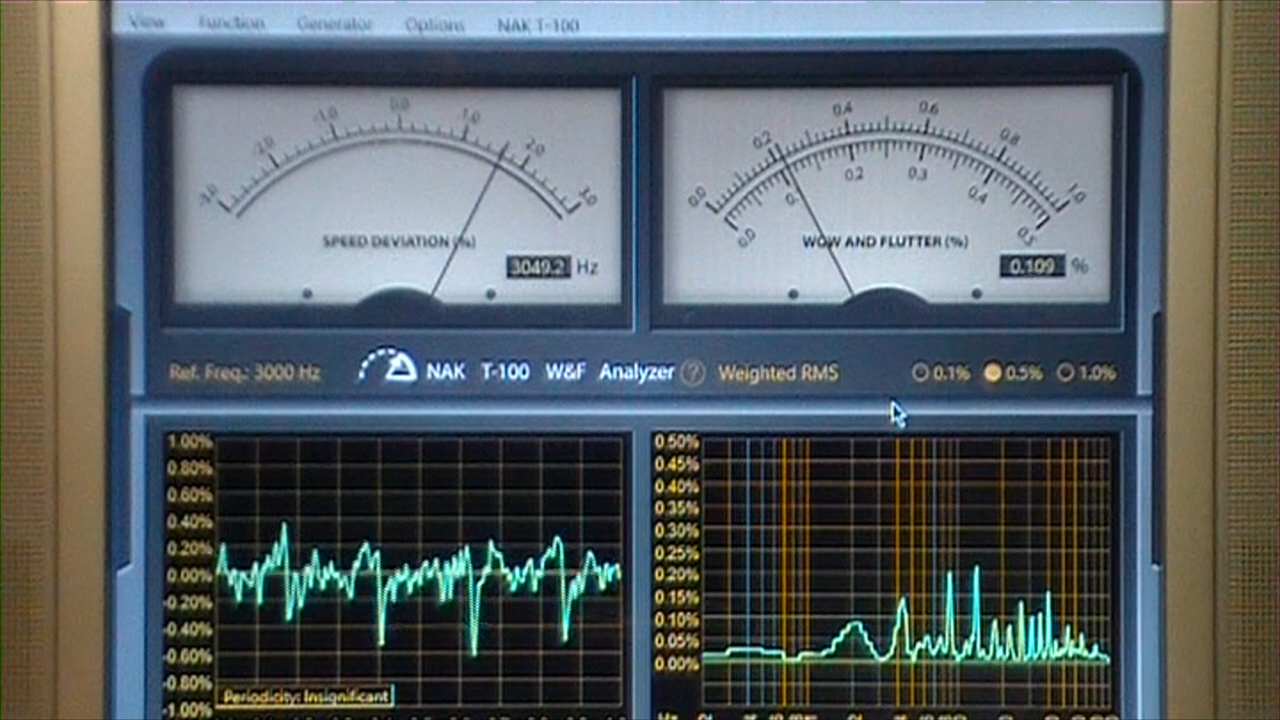 View Function Generator Options NAK T-100
-3.0 -2.0 -1.0 0.0 1.0 2.0 3.0
SPEED DEVIATION (%)
3049.2 Hz
0.0 0.2 0.4 0.6 0.8 1.0
0.0 0.2 0.3 0.4 0.5
WOW AND FLUTTER (%)
0.109 %
Ref. Freq.: 3000 Hz NAK T-100 W&F Analyzer ? Weighted RMS 0.1% 0.5% 1.0%
1.00%
0.80%
0.60%
0.40%
0.20%
0.00%
-0.20%
-0.40%
-0.60%
-0.80%
-1.00%
Periodicity: Insignificant
0.50%
0.45%
0.40%
0.35%
0.30%
0.25%
0.20%
0.15%
0.10%
0.05%
0.00%
Hz